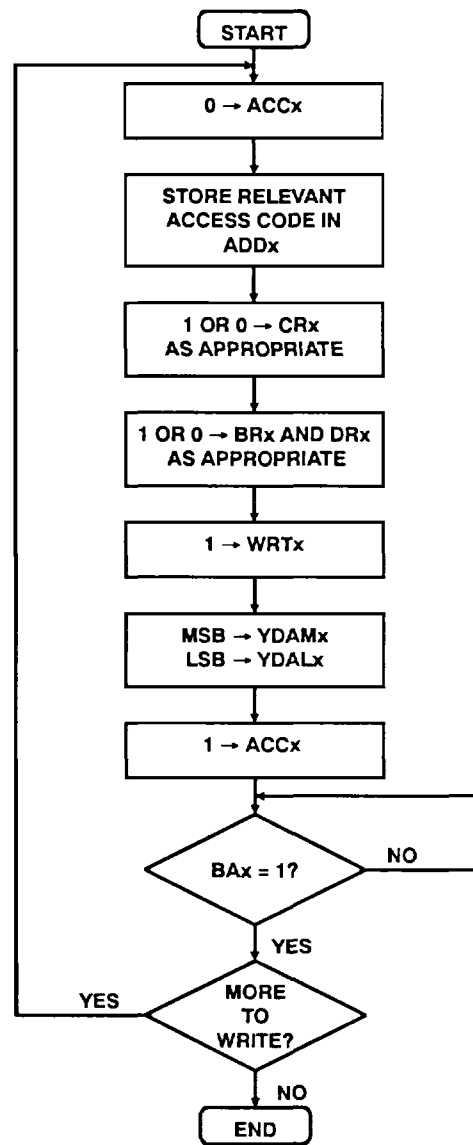 START
0 → ACCx
STORE RELEVANT
ACCESS CODE IN
ADDx
1 OR 0 → CRx
AS APPROPRIATE
1 OR 0 → BRx AND DRx
AS APPROPRIATE
1 → WRTx
MSB → YDAMx
LSB → YDALx
1 → ACCx
BAx = 1?
NO
YES
YES
MORE
TO
WRITE?
NO
END